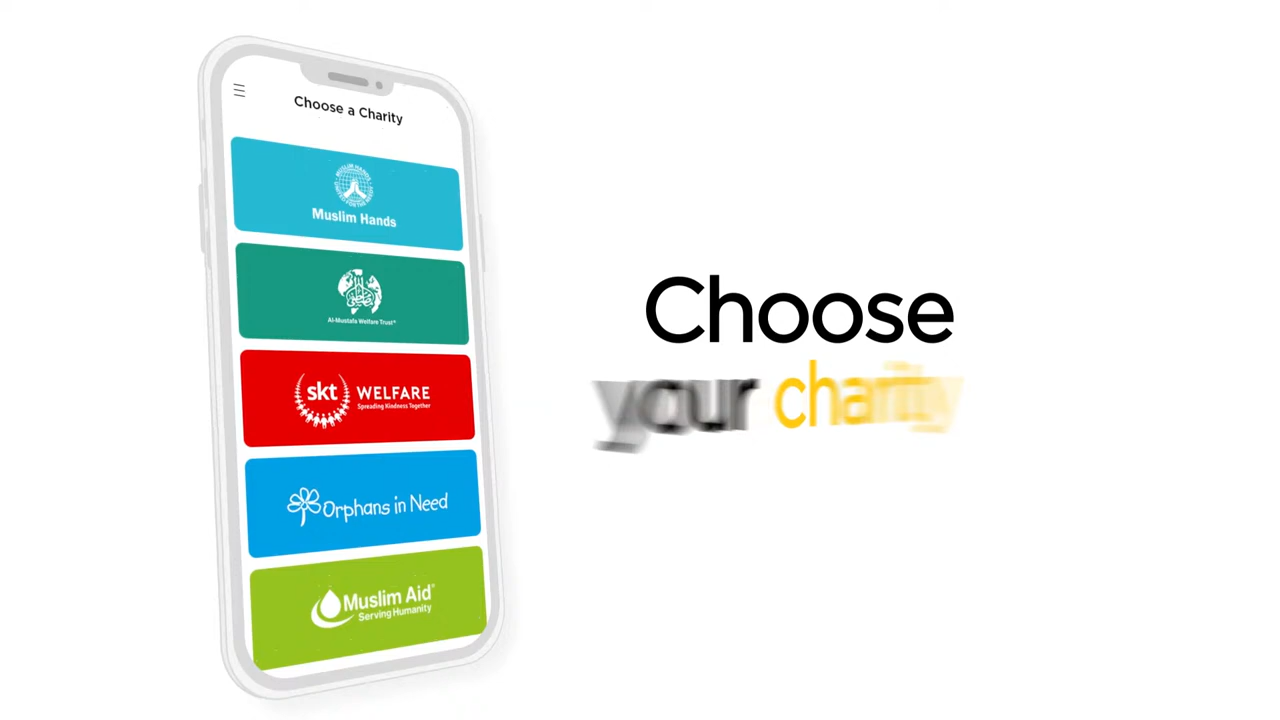 Choose a Charity
Muslim Hands
Al-Mustafa Welfare Trust
skt WELFARE
Spreading Kindness Together
Orphans in Need
Muslim Aid
Serving Humanity
Choose
your charity